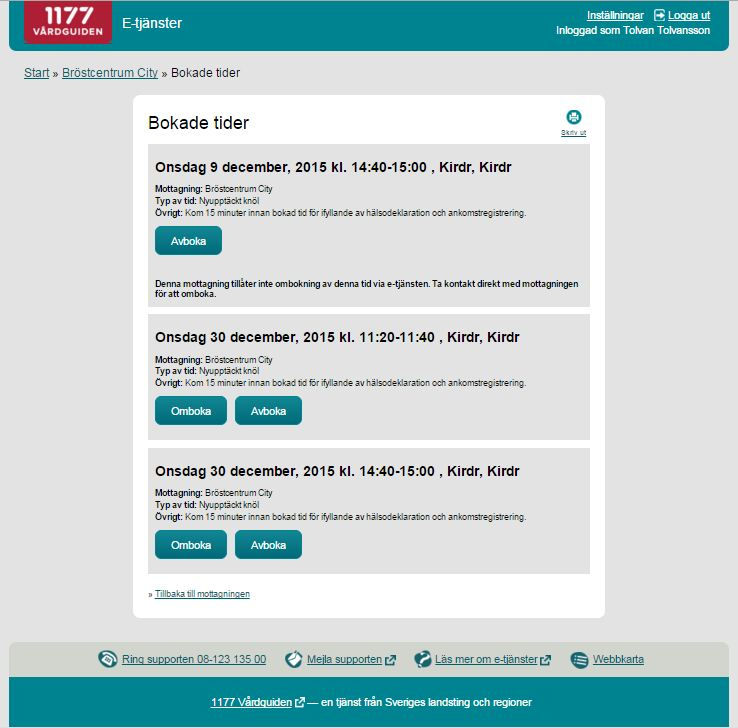 1177
VÅRDGUIDEN
E-tjänster
Inställningar Logga ut
Inloggad som Tolvan Tolvansson
Start » Bröstcentrum City » Bokade tider
Bokade tider
Skriv ut
Onsdag 9 december, 2015 kl. 14:40-15:00 , Kirdr, Kirdr
Mottagning: Bröstcentrum City
Typ av tid: Nyupptäckt knöl
Övrigt: Kom 15 minuter innan bokad tid för ifyllande av hälsodeklaration och ankomstregistrering.
Avboka
Denna mottagning tillåter inte ombokning av denna tid via e-tjänsten. Ta kontakt direkt med mottagningen
för att omboka.
Onsdag 30 december, 2015 kl. 11:20-11:40 , Kirdr, Kirdr
Mottagning: Bröstcentrum City
Typ av tid: Nyupptäckt knöl
Övrigt: Kom 15 minuter innan bokad tid för ifyllande av hälsodeklaration och ankomstregistrering.
Omboka Avboka
Onsdag 30 december, 2015 kl. 14:40-15:00 , Kirdr, Kirdr
Mottagning: Bröstcentrum City
Typ av tid: Nyupptäckt knöl
Övrigt: Kom 15 minuter innan bokad tid för ifyllande av hälsodeklaration och ankomstregistrering.
Omboka Avboka
» Tillbaka till mottagningen
Ring supporten 08-123 135 00 Mejla supporten Läs mer om e-tjänster Webbkarta
1177 Vårdguiden — en tjänst från Sveriges landsting och regioner